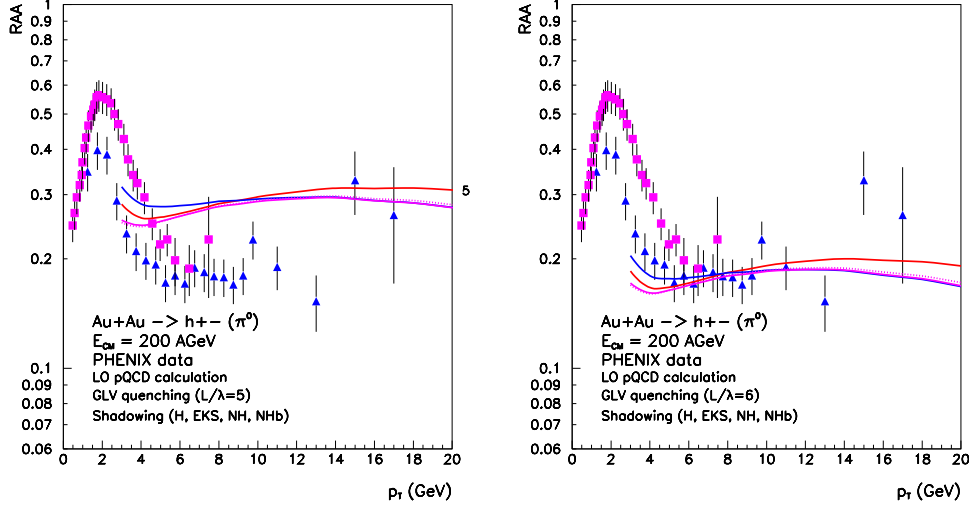 RAA
1
0.9
0.8
0.7
0.6
0.5
0.4
0.3
0.2
0.1
0.09
0.08
0.07
0.06
5
Au+Au -> h+- (π⁰)
E_CM = 200 AGeV
PHENIX data
LO pQCD calculation
GLV quenching (L/λ=5)
Shadowing (H, EKS, NH, NHb)
0 2 4 6 8 10 12 14 16 18 20
p_T (GeV)
RAA
1
0.9
0.8
0.7
0.6
0.5
0.4
0.3
0.2
0.1
0.09
0.08
0.07
0.06
Au+Au -> h+- (π⁰)
E_CM = 200 AGeV
PHENIX data
LO pQCD calculation
GLV quenching (L/λ=6)
Shadowing (H, EKS, NH, NHb)
0 2 4 6 8 10 12 14 16 18 20
p_T (GeV)